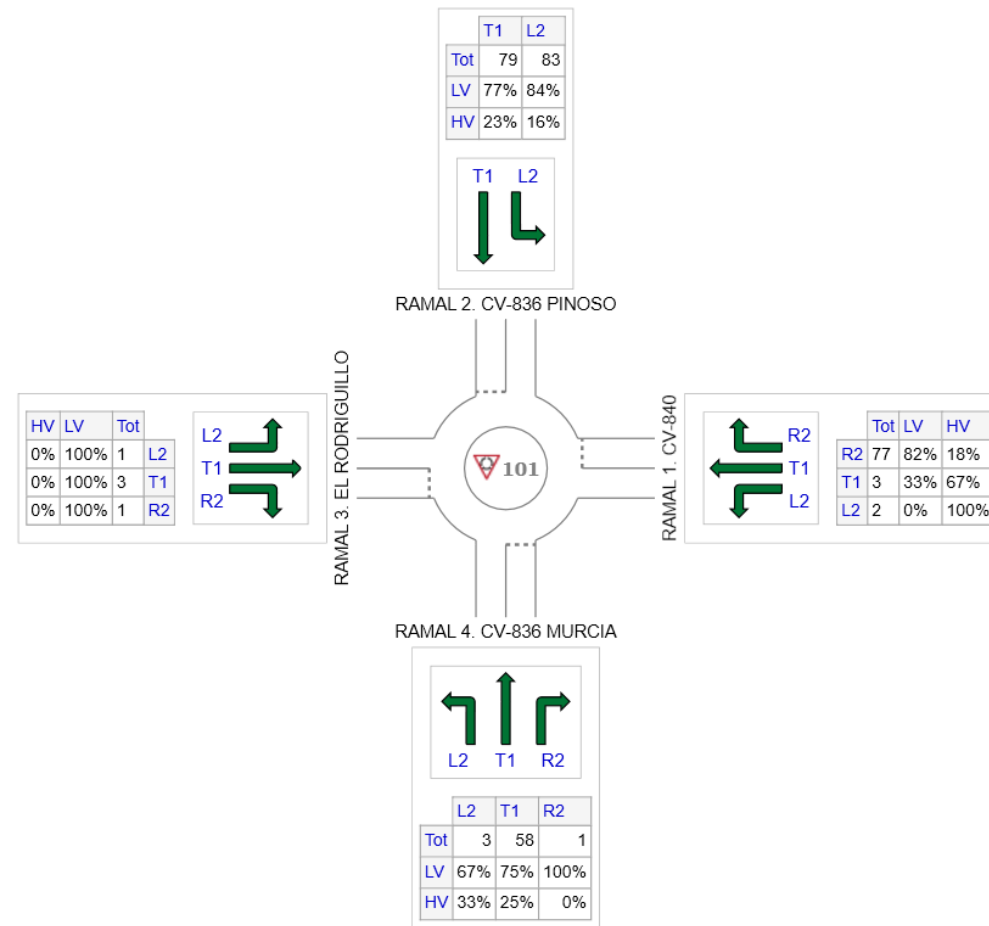 T1 L2
Tot 79 83
LV 77% 84%
HV 23% 16%
T1 L2
RAMAL 2. CV-836 PINOSO
HV LV Tot
0% 100% 1 L2
0% 100% 3 T1
0% 100% 1 R2
L2
T1
R2
RAMAL 3. EL RODRIGUILLO
101
RAMAL 1. CV-840
R2
T1
L2
Tot LV HV
R2 77 82% 18%
T1 3 33% 67%
L2 2 0% 100%
RAMAL 4. CV-836 MURCIA
L2 T1 R2
L2 T1 R2
Tot 3 58 1
LV 67% 75% 100%
HV 33% 25% 0%